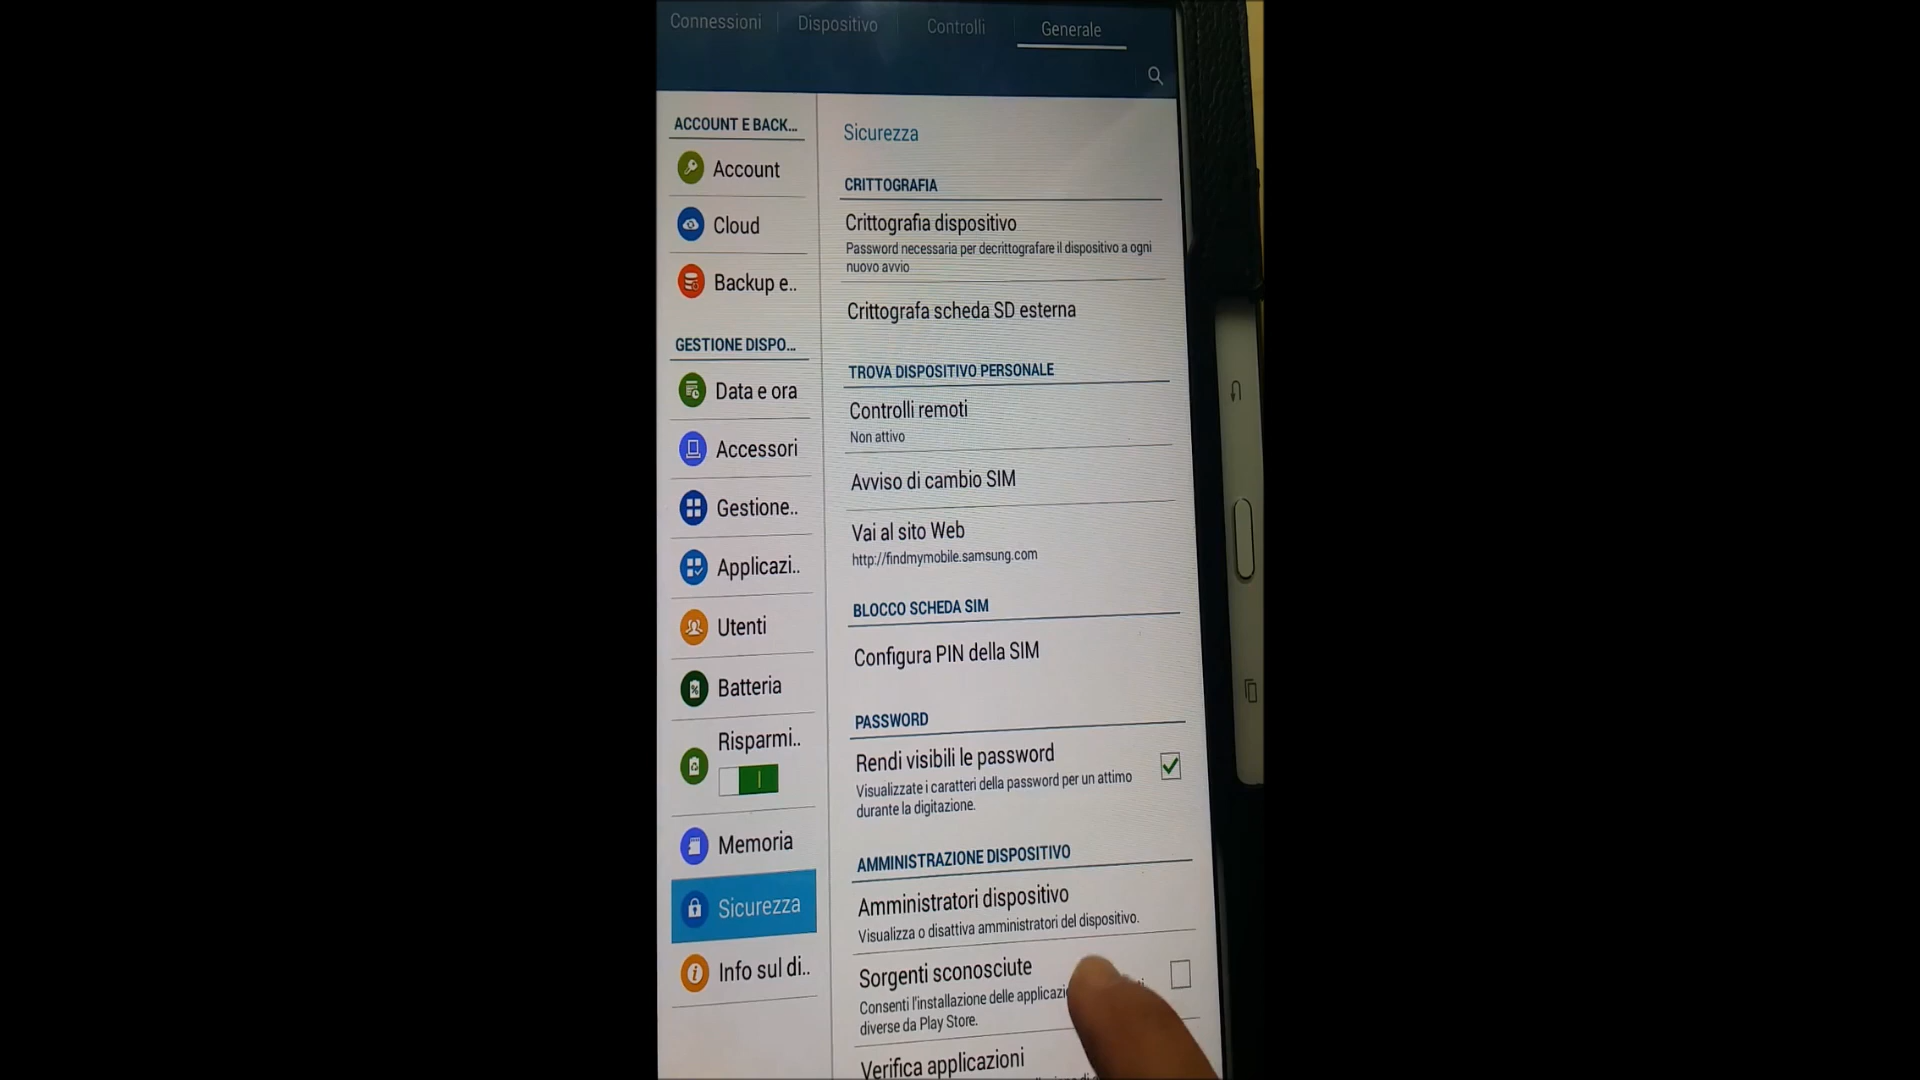 Connessioni
Dispositivo
Controlli
Generale
ACCOUNT E BACK...
Account
Cloud
Backup e..
GESTIONE DISPO...
Data e ora
Accessori
Gestione..
Applicazi..
Utenti
Batteria
Risparmi..
Memoria
Sicurezza
Info sul di..
Sicurezza
CRITTOGRAFIA
Crittografia dispositivo
Password necessaria per decrittografare il dispositivo a ogni
nuovo avvio
Crittografa scheda SD esterna
TROVA DISPOSITIVO PERSONALE
Controlli remoti
Non attivo
Avviso di cambio SIM
Vai al sito Web
http://findmymobile.samsung.com
BLOCCO SCHEDA SIM
Configura PIN della SIM
PASSWORD
Rendi visibili le password
Visualizzate i caratteri della password per un attimo
durante la digitazione.
AMMINISTRAZIONE DISPOSITIVO
Amministratori dispositivo
Visualizza o disattiva amministratori del dispositivo.
Sorgenti sconosciute
Consenti l'installazione delle
diverse da Play Store.
Verifica applicazioni